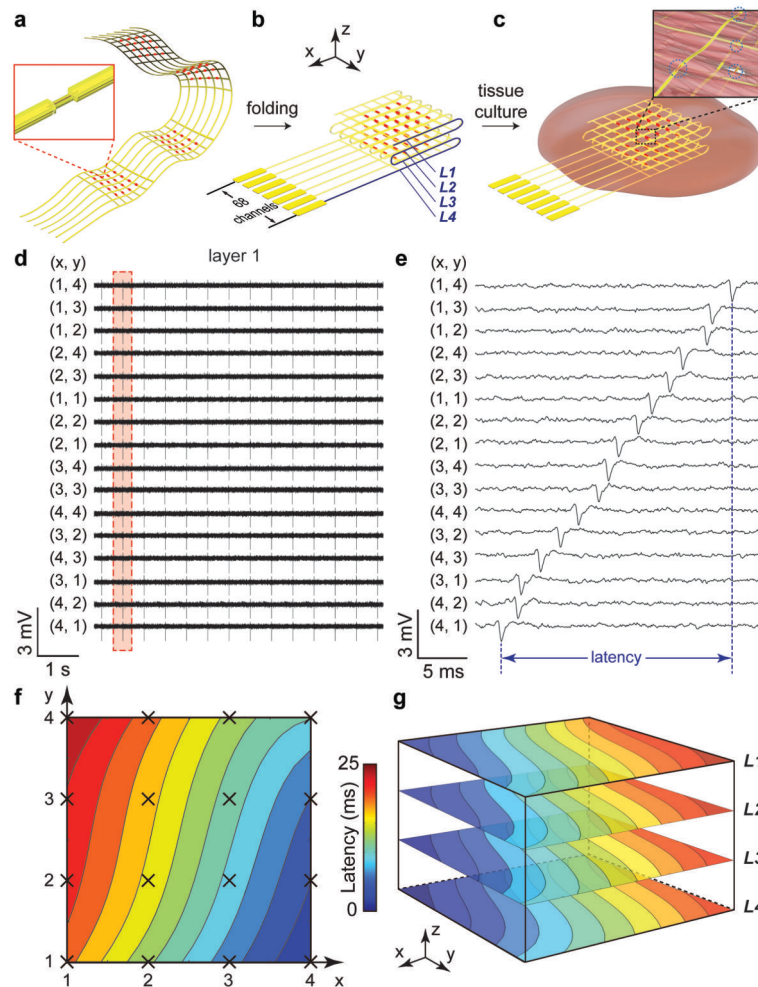 a
b
c
z
x
y
folding
tissue
culture
L1
L2
L3
L4
68
channels
d
(x, y)
layer 1
(1, 4)
(1, 3)
(1, 2)
(2, 4)
(2, 3)
(1, 1)
(2, 2)
(2, 1)
(3, 4)
(3, 3)
(4, 4)
(3, 2)
(4, 3)
(3, 1)
(4, 2)
(4, 1)
3 mV
1 s
e
(x, y)
(1, 4)
(1, 3)
(1, 2)
(2, 4)
(2, 3)
(1, 1)
(2, 2)
(2, 1)
(3, 4)
(3, 3)
(4, 4)
(3, 2)
(4, 3)
(3, 1)
(4, 2)
(4, 1)
3 mV
5 ms
latency
f
y
4
3
2
1
1 2 3 4 x
25
Latency (ms)
0
g
L1
L2
L3
L4
z
x
y